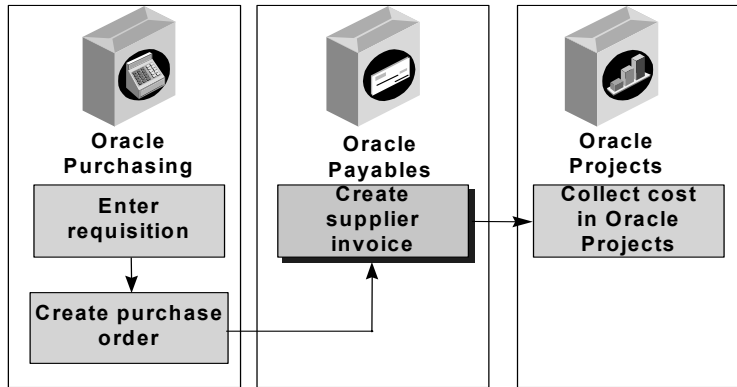 Oracle
Purchasing
Enter
requisition
Create purchase
order
Oracle
Payables
Create
supplier
invoice
Oracle
Projects
Collect cost
in Oracle
Projects